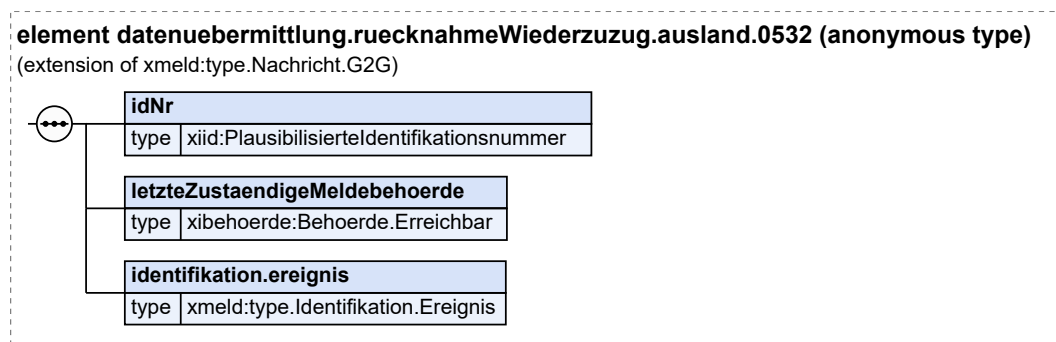 element datenuebermittlung.ruecknahmeWiederzuzug.ausland.0532 (anonymous type)
(extension of xmeld:type.Nachricht.G2G)
idNr
type xiid:PlausibilisierteIdentifikationsnummer
letzteZustaendigeMeldebehoerde
type xibehoerde:Behoerde.Erreichbar
identifikation.ereignis
type xmeld:type.Identifikation.Ereignis